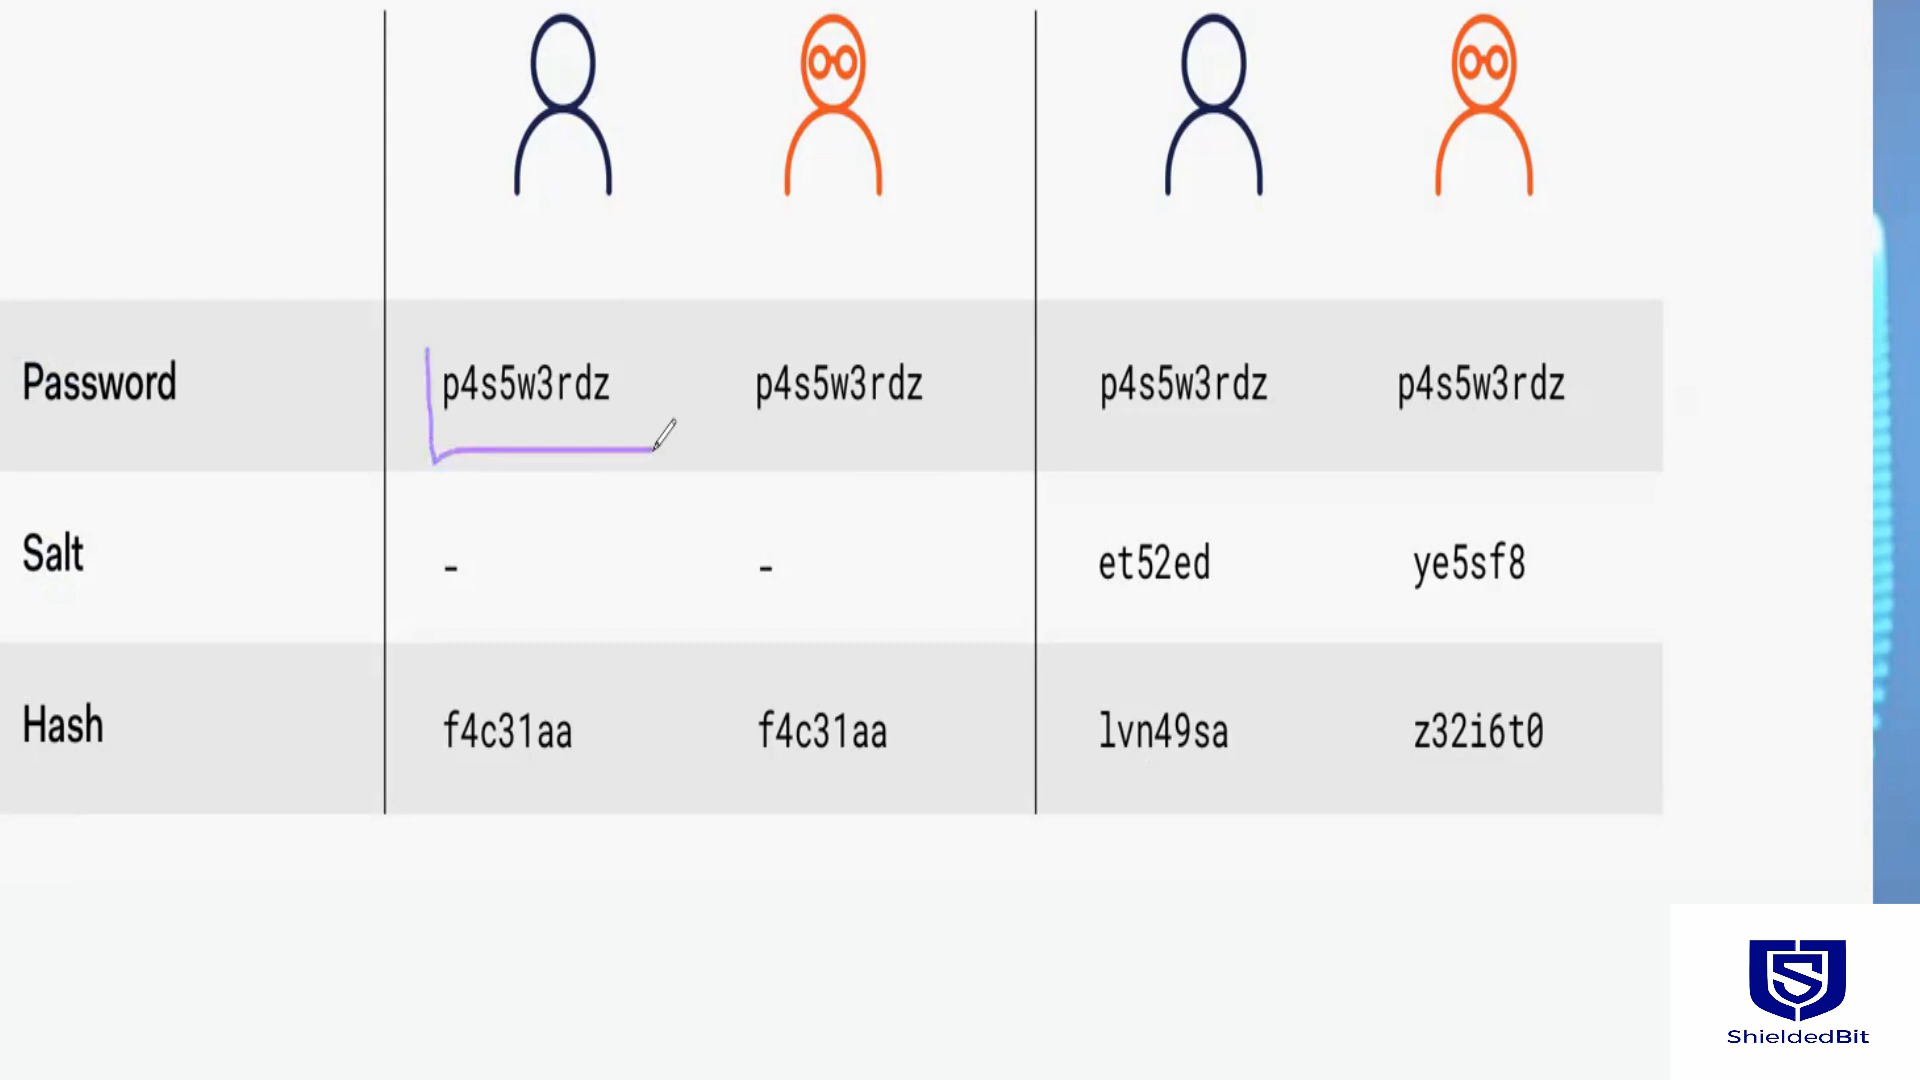 Password p4s5w3rdz p4s5w3rdz p4s5w3rdz p4s5w3rdz
Salt - - et52ed ye5sf8
Hash f4c31aa f4c31aa lvn49sa z32i6t0
ShieldedBit